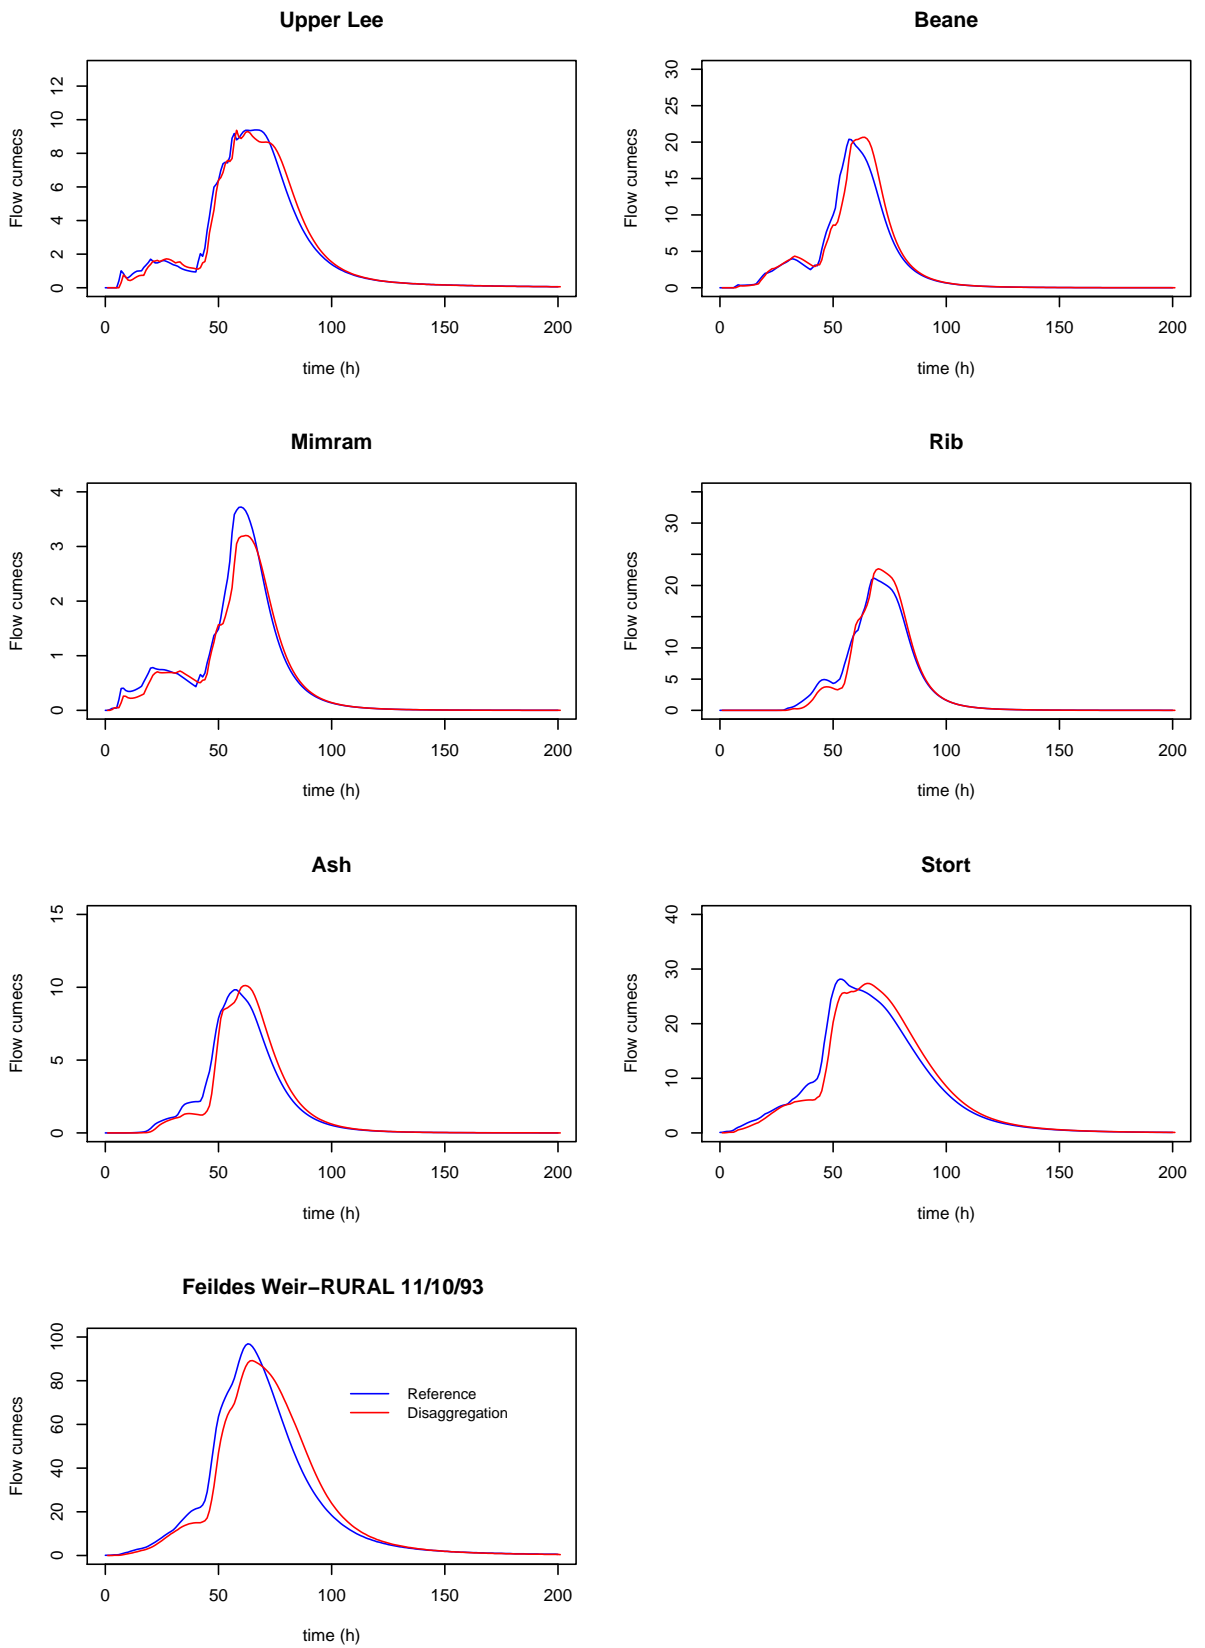 Upper Lee
Flow cumecs
0 2 4 6 8 10 12
0 50 100 150 200
time (h)
Beane
Flow cumecs
0 5 10 15 20 25 30
0 50 100 150 200
time (h)
Mimram
Flow cumecs
0 1 2 3 4
0 50 100 150 200
time (h)
Rib
Flow cumecs
0 5 10 20 30
0 50 100 150 200
time (h)
Ash
Flow cumecs
0 5 10 15
0 50 100 150 200
time (h)
Stort
Flow cumecs
0 10 20 30 40
0 50 100 150 200
time (h)
Feildes Weir−RURAL 11/10/93
Flow cumecs
0 20 40 60 80 100
Reference
Disaggregation
0 50 100 150 200
time (h)